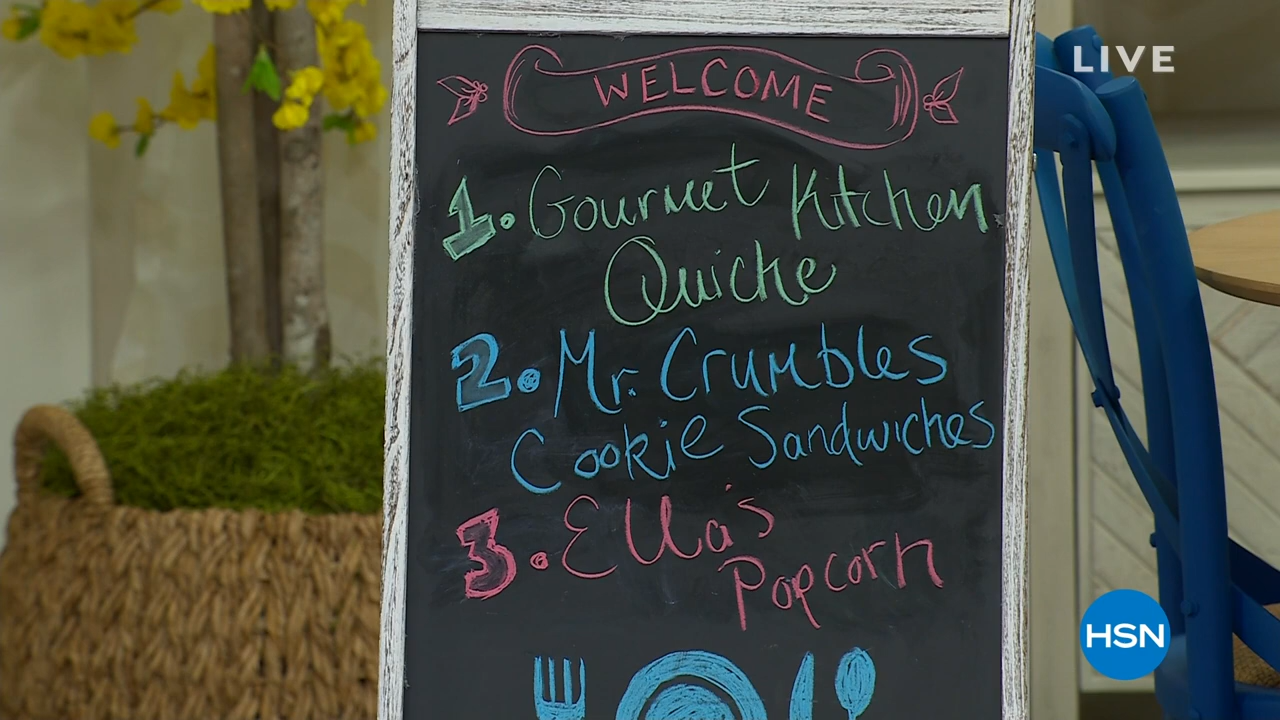 LIVE
WELCOME
1. Gourmet Kitchen
Quiche
2. Mr. Crumbles
Cookie Sandwiches
3. Ella's
Popcorn
HSN